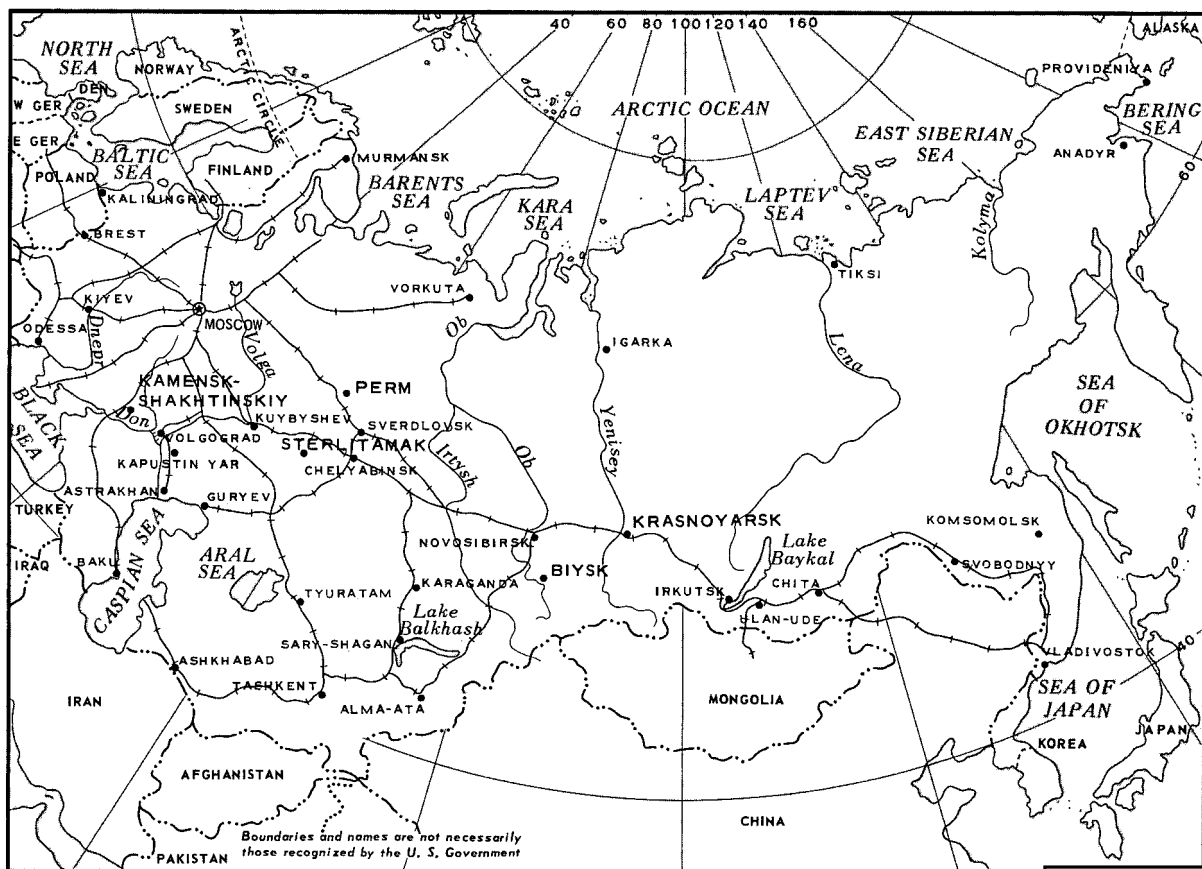 40 60 80 100 120 140 160
ALASKA
NORTH
SEA
NORWAY
ARCTIC CIRCLE
PROVIDENIYA
DEN
W GER
SWEDEN
ARCTIC OCEAN
BERING
SEA
E GER
BALTIC
SEA
FINLAND
MURMANSK
EAST SIBERIAN
SEA
ANADYR
60
POLAND
KALININGRAD
BARENTS
SEA
KARA
SEA
LAPTEV
SEA
BREST
Kolyma
TIKSI
VORKUTA
KIYEV
Dnepr
ODESSA
MOSCOW
Volga
Ob
IGARKA
Lena
KAMENSK-
SHAKHTINSKIY
PERM
SEA
OF
OKHOTSK
BLACK
SEA
Don
KUYBYSHEV
SVERDLOVSK
Yenisey
VOLGOGRAD
STERLITAMAK
Irtysh
Ob
KAPUSTIN YAR
CHELYABINSK
ASTRAKHAN
GURYEV
TURKEY
KRASNOYARSK
KOMSOMOLSK
CASPIAN SEA
ARAL
SEA
NOVOSIBIRSK
Lake
Baykal
IRAQ
BAKU
BIYSK
SVOBODNYY
KARAGANDA
IRKUTSK
CHITA
TYURATAM
Lake
Balkhash
ULAN-UDE
SARY-SHAGAN
40
ASHKHABAD
VLADIVOSTOK
TASHKENT
IRAN
ALMA-ATA
MONGOLIA
SEA OF
JAPAN
JAPAN
KOREA
AFGHANISTAN
CHINA
Boundaries and names are not necessarily
those recognized by the U. S. Government
PAKISTAN